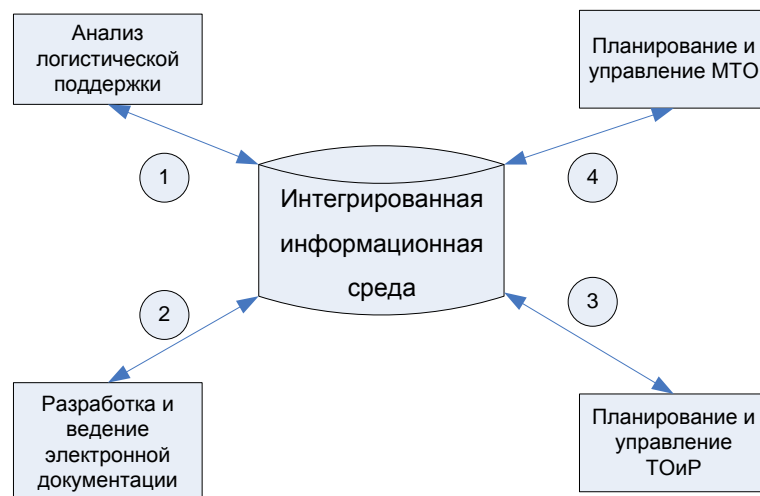 Анализ
логистической
поддержки
Планирование и
управление МТО
1
4
Интегрированная
информационная
среда
2
3
Разработка и
ведение
электронной
документации
Планирование и
управление
ТОиР